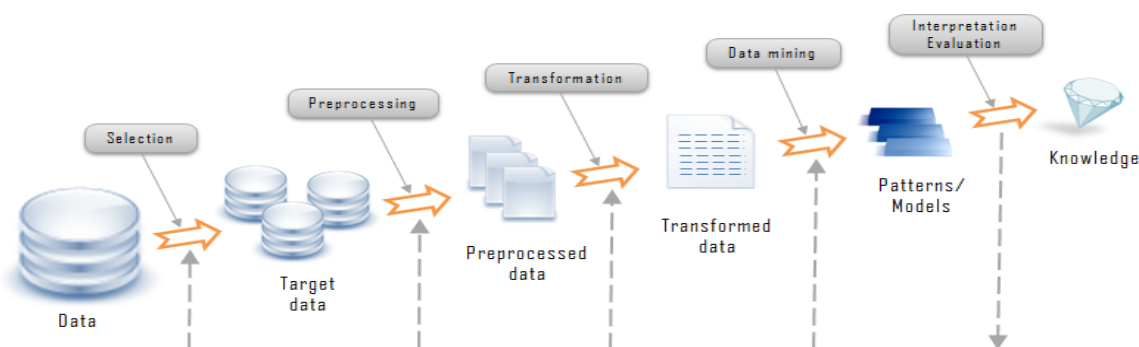 Interpretation
Evaluation
Data mining
Transformation
Preprocessing
Selection
Knowledge
Patterns/
Models
Transformed
data
Preprocessed
data
Target
data
Data